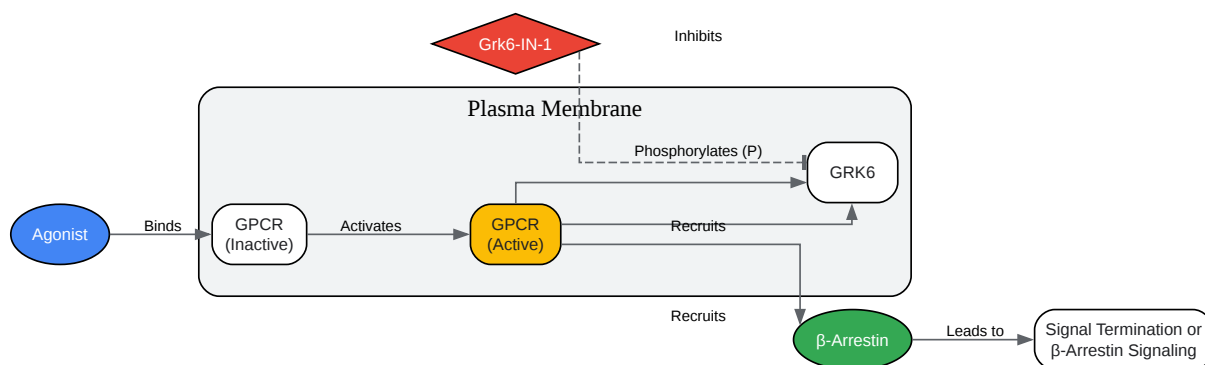 Grk6-IN-1
Inhibits
Plasma Membrane
Phosphorylates (P)
GRK6
Agonist
Binds
GPCR
(Inactive)
Activates
GPCR
(Active)
Recruits
Recruits
β-Arrestin
Leads to
Signal Termination or
β-Arrestin Signaling